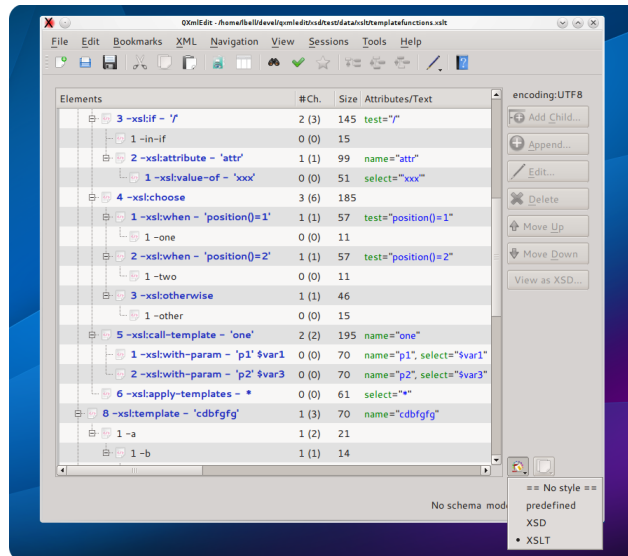 QXmlEdit - /home/lbell/devel/qxmledit/xsd/test/data/xslt/templatefunctions.xslt
File Edit Bookmarks XML Navigation View Sessions Tools Help
encoding:UTF8
Elements #Ch. Size Attributes/Text
3 ~xsl:if - '/' 2 (3) 145 test="/"
1 ~in-if 0 (0) 15
2 ~xsl:attribute - 'attr' 1 (1) 99 name="attr"
1 ~xsl:value-of - 'xxx' 0 (0) 51 select="'xxx'"
4 ~xsl:choose 3 (6) 185
1 ~xsl:when - 'position()=1' 1 (1) 57 test="position()=1"
1 ~one 0 (0) 11
2 ~xsl:when - 'position()=2' 1 (1) 57 test="position()=2"
1 ~two 0 (0) 11
3 ~xsl:otherwise 1 (1) 46
1 ~other 0 (0) 15
5 ~xsl:call-template - 'one' 2 (2) 195 name="one"
1 ~xsl:with-param - 'p1' $var1 0 (0) 70 name="p1", select="$var1"
2 ~xsl:with-param - 'p2' $var3 0 (0) 70 name="p2", select="$var3"
6 ~xsl:apply-templates - * 0 (0) 61 select="*"
8 ~xsl:template - 'cdbfgfg' 1 (3) 70 name="cdbfgfg"
1 ~a 1 (2) 21
1 ~b 1 (1) 14
Add Child...
Append...
Edit...
Delete
Move Up
Move Down
View as XSD...
No schema mod
== No style ==
predefined
XSD
• XSLT